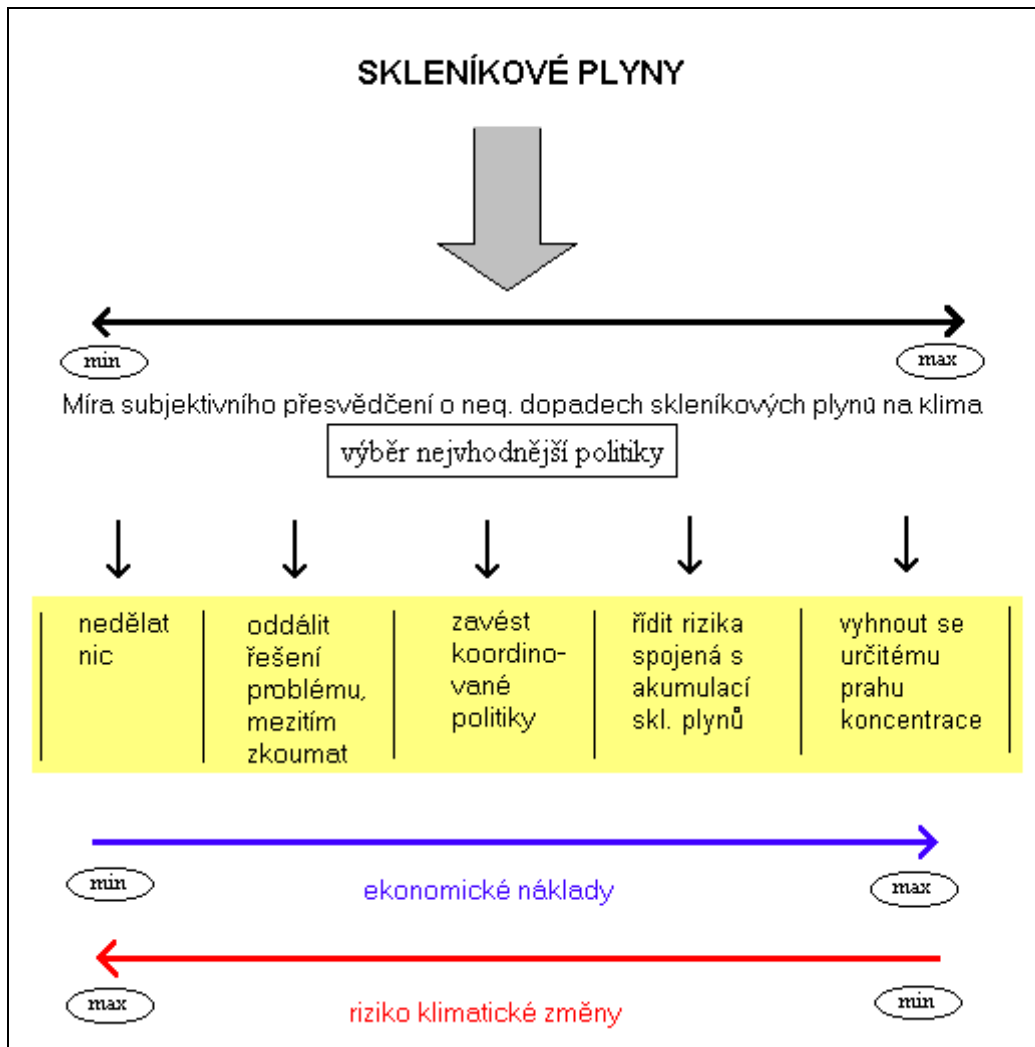 SKLENÍKOVÉ PLYNY
min
max
Míra subjektivního přesvědčení o neq. dopadech skleníkových plynů na klima
výběr nejvhodnější politiky
nedělat
nic
oddálit
řešení
problému,
mezitím
zkoumat
zavést
koordino-
vané
politiky
řídit rizika
spojená s
akumulací
skl. plynů
vyhnout se
určitému
prahu
koncentrace
min
ekonomické náklady
max
max
riziko klimatické změny
min